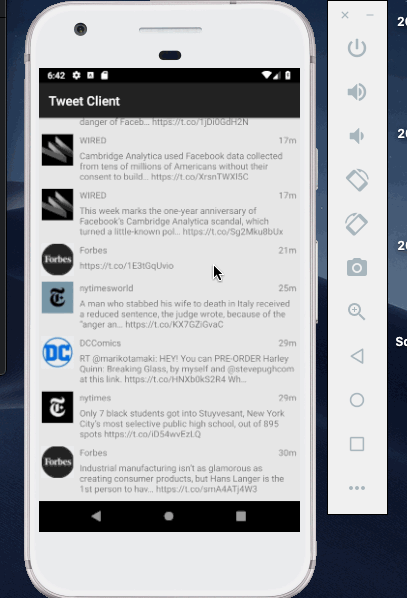 6:42
Tweet Client
danger of Faceb... https://t.co/1jDI0GdH2N
WIRED 17m
Cambridge Analytica used Facebook data collected
from tens of millions of Americans without their
consent to build... https://t.co/XrsnTWXl5C
WIRED 17m
This week marks the one-year anniversary of
Facebook's Cambridge Analytica scandal, which
turned a little-known pol... https://t.co/Sg2Mku8bUx
Forbes
Forbes 21m
https://t.co/1E3tGqUvio
nytimesworld 25m
A man who stabbed his wife to death in Italy received
a reduced sentence, the judge wrote, because of the
"anger an... https://t.co/KX7GZiGvaC
DC
DCComics 29m
RT @marikotamaki: HEY! You can PRE-ORDER Harley
Quinn: Breaking Glass, by myself and @stevepughcom
at this link. https://t.co/HNXb0kS2R4 Wh...
nytimes 29m
Only 7 black students got into Stuyvesant, New York
City's most selective public high school, out of 895
spots https://t.co/iD54wvEzLQ
Forbes
Forbes 30m
Industrial manufacturing isn't as glamorous as
creating consumer products, but Hans Langer is the
1st person to hav... https://t.co/smA4ATj4W3